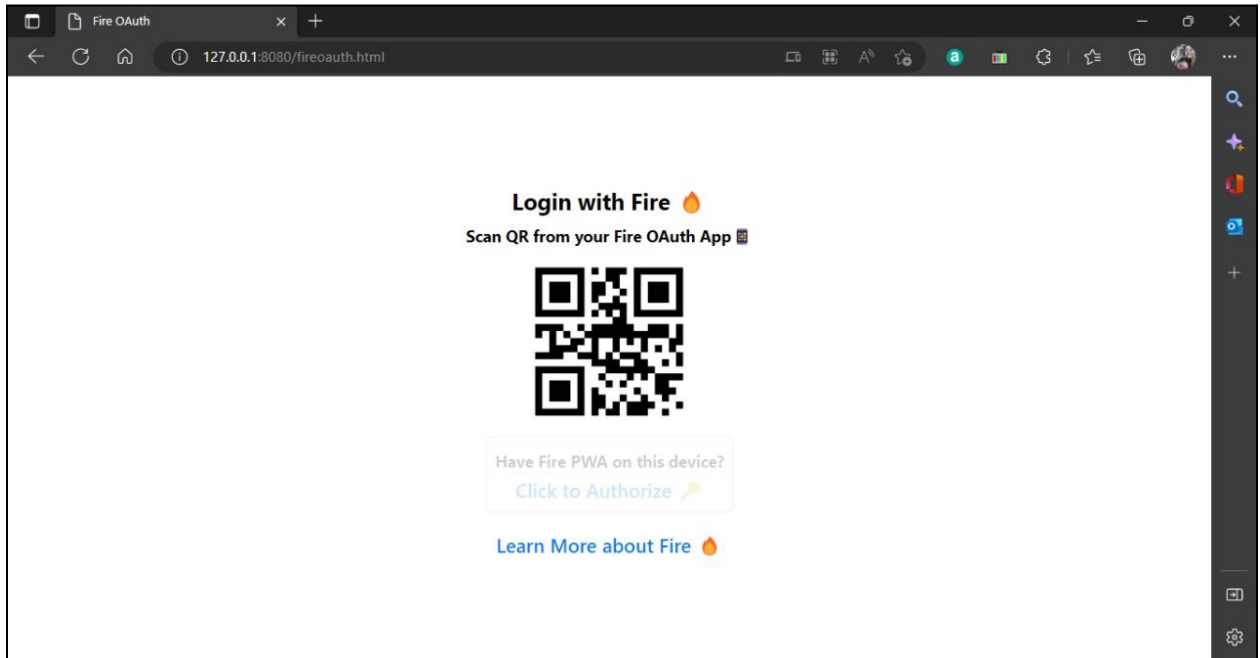 Fire OAuth
127.0.0.1:8080/fireoauth.html
Login with Fire 🔥
Scan QR from your Fire OAuth App 📱
Have Fire PWA on this device?
Click to Authorize 🔑
Learn More about Fire 🔥